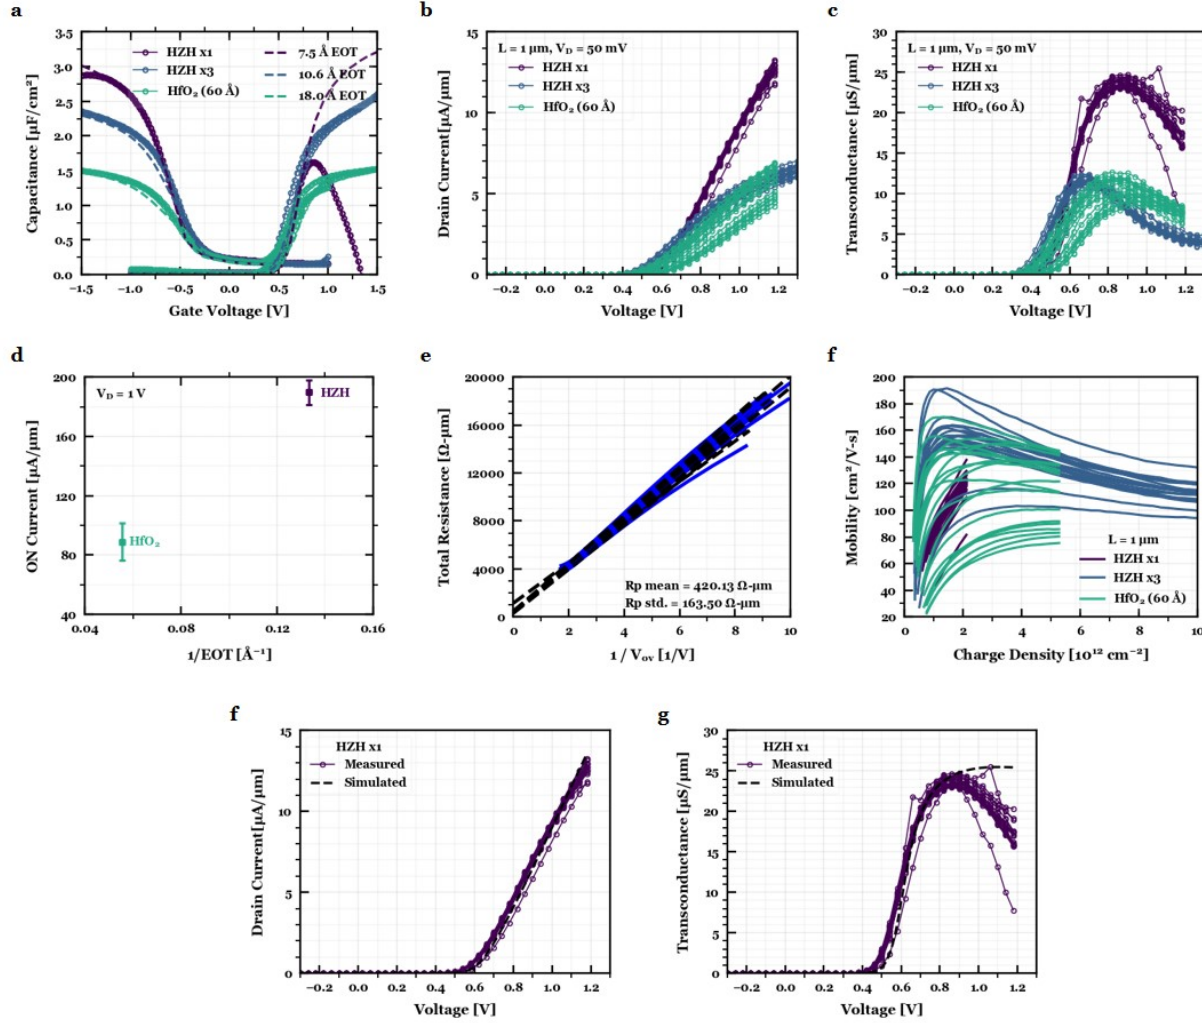 a
HZH x1
HZH x3
HfO₂ (60 Å)
7.5 Å EOT
10.6 Å EOT
18.0 Å EOT
3.5
3.0
2.5
2.0
1.5
1.0
0.5
0.0
Capacitance [µF/cm²]
−1.5 −1.0 −0.5 0.0 0.5 1.0 1.5
Gate Voltage [V]
b
L = 1 µm, V_D = 50 mV
HZH x1
HZH x3
HfO₂ (60 Å)
15
10
5
0
Drain Current[µA/µm]
−0.2 0.0 0.2 0.4 0.6 0.8 1.0 1.2
Voltage [V]
c
L = 1 µm, V_D = 50 mV
HZH x1
HZH x3
HfO₂ (60 Å)
30
25
20
15
10
5
0
Transconductance [µS/µm]
−0.2 0.0 0.2 0.4 0.6 0.8 1.0 1.2
Voltage [V]
d
V_D = 1 V
HZH
HfO₂
200
160
120
80
40
ON Current [µA/µm]
0.04 0.08 0.12 0.16
1/EOT [Å⁻¹]
e
20000
16000
12000
8000
4000
0
Total Resistance [Ω-µm]
Rp mean = 420.13 Ω-µm
Rp std. = 163.50 Ω-µm
0 2 4 6 8 10
1 / V_ov [1/V]
f
200
180
160
140
120
100
80
60
40
20
Mobility [cm²/V-s]
L = 1 µm
HZH x1
HZH x3
HfO₂ (60 Å)
0 2 4 6 8 10
Charge Density [10¹² cm⁻²]
f
HZH x1
Measured
Simulated
15
10
5
0
Drain Current[µA/µm]
−0.2 0.0 0.2 0.4 0.6 0.8 1.0 1.2
Voltage [V]
g
HZH x1
Measured
Simulated
30
25
20
15
10
5
0
Transconductance [µS/µm]
−0.2 0.0 0.2 0.4 0.6 0.8 1.0 1.2
Voltage [V]